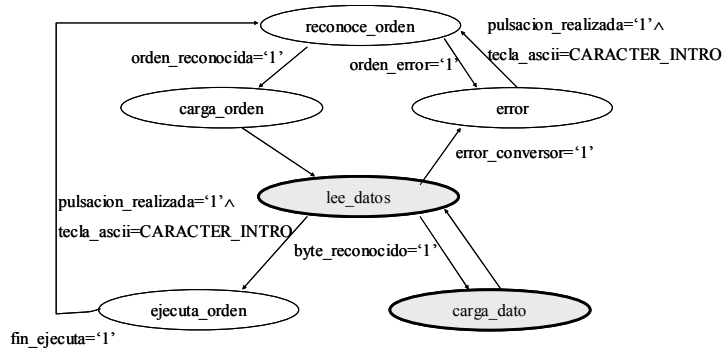 reconoce_orden
pulsacion_realizada=‘1’∧
tecla_ascii=CARACTER_INTRO
orden_reconocida=‘1’
orden_error=‘1’
carga_orden
error
error_conversor=‘1’
lee_datos
pulsacion_realizada=‘1’∧
tecla_ascii=CARACTER_INTRO
byte_reconocido=‘1’
ejecuta_orden
carga_dato
fin_ejecuta=‘1’